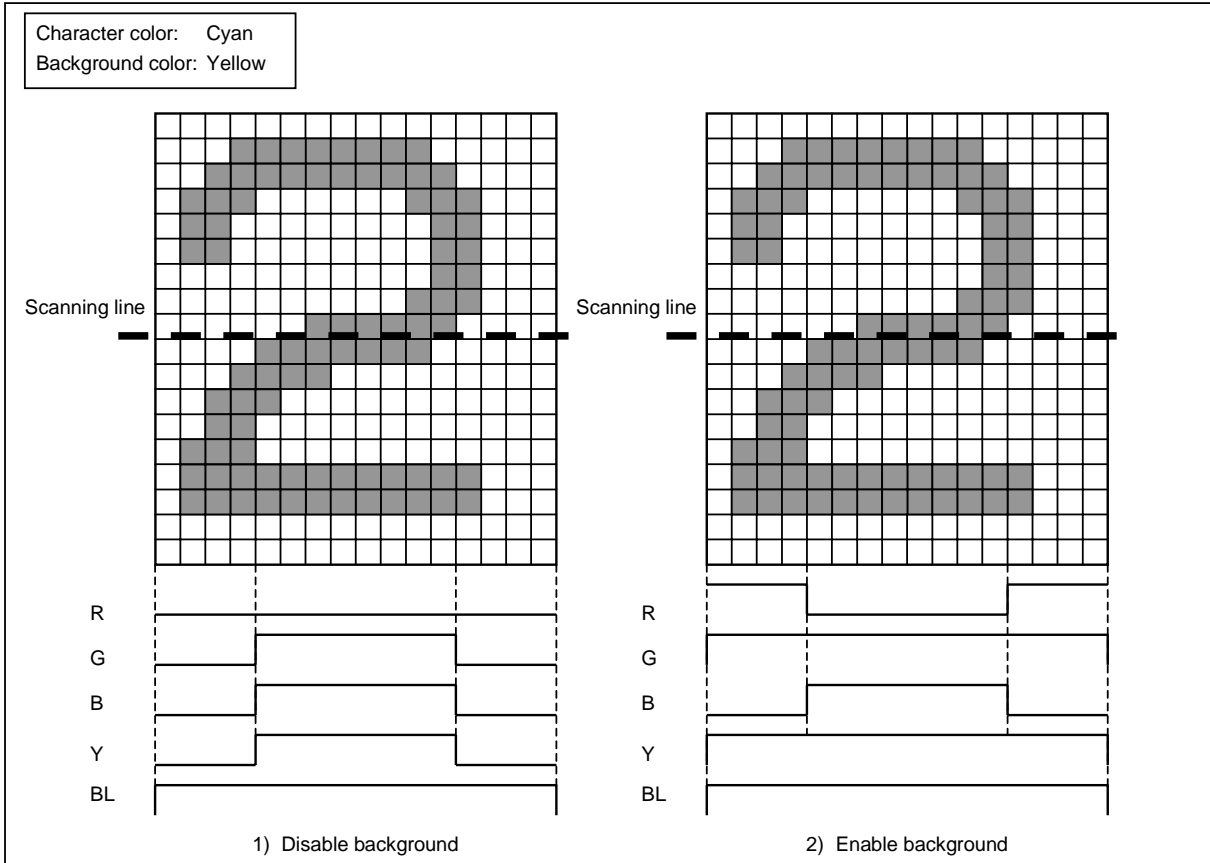 Character color: Cyan
Background color: Yellow
Scanning line
Scanning line
R
G
B
Y
BL
R
G
B
Y
BL
1) Disable background
2) Enable background